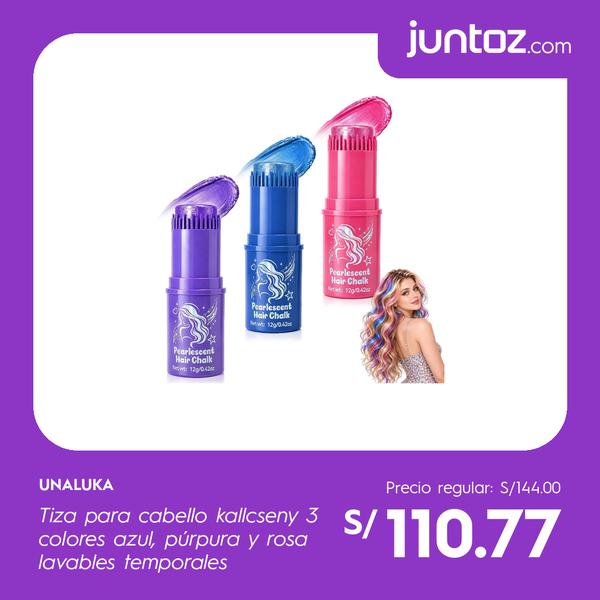 juntoz.com
Pearlescent
Hair Chalk
Net wt: 12g/0.42oz
Pearlescent
Hair Chalk
Net wt: 12g/0.42oz
Pearlescent
Hair Chalk
Net wt: 12g/0.42oz
UNALUKA
Tiza para cabello kallcseny 3
colores azul, púrpura y rosa
lavables temporales
Precio regular: S/144.00
S/110.77